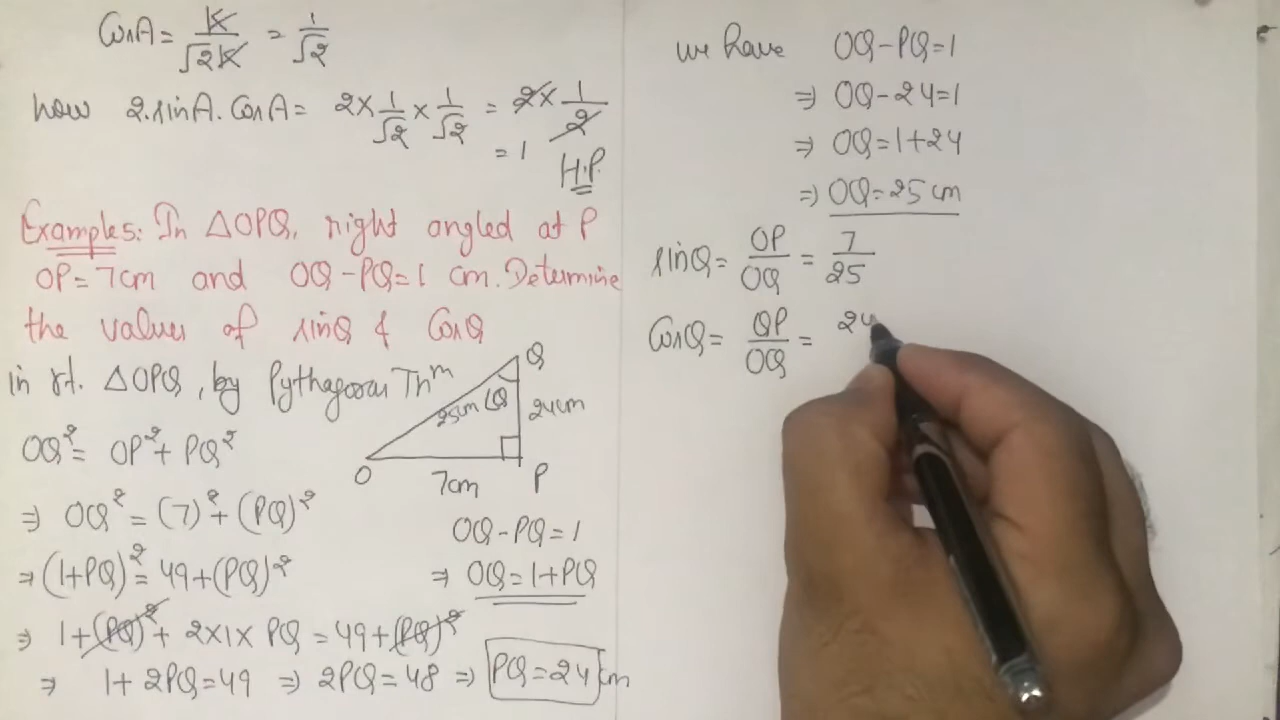 CosA = K/√2K = 1/√2
now 2.sinA.CosA = 2×1/√2×1/√2 = 2×1/2
= 1
H.P.
Examples: In △OPQ, right angled at P
OP = 7cm and OQ - PQ = 1 cm. Determine
the values of sinQ & CosQ
in rt. △OPQ, by Pythagoras Thm
OQ² = OP² + PQ²
⇒ OQ² = (7)² + (PQ)²
⇒ (1+PQ)² = 49+(PQ)²
⇒ 1+(PQ)²+ 2×1× PQ = 49+(PQ)²
⇒ 1+ 2PQ = 49 ⇒ 2PQ = 48 ⇒ PQ = 24 cm
Q
25cm
Q
24cm
O
7cm
P
OQ - PQ = 1
⇒ OQ = 1+PQ
we have OQ - PQ = 1
⇒ OQ - 24 = 1
⇒ OQ = 1+24
⇒ OQ = 25 cm
sinQ = OP/OQ = 7/25
CosQ = QP/OQ = 24